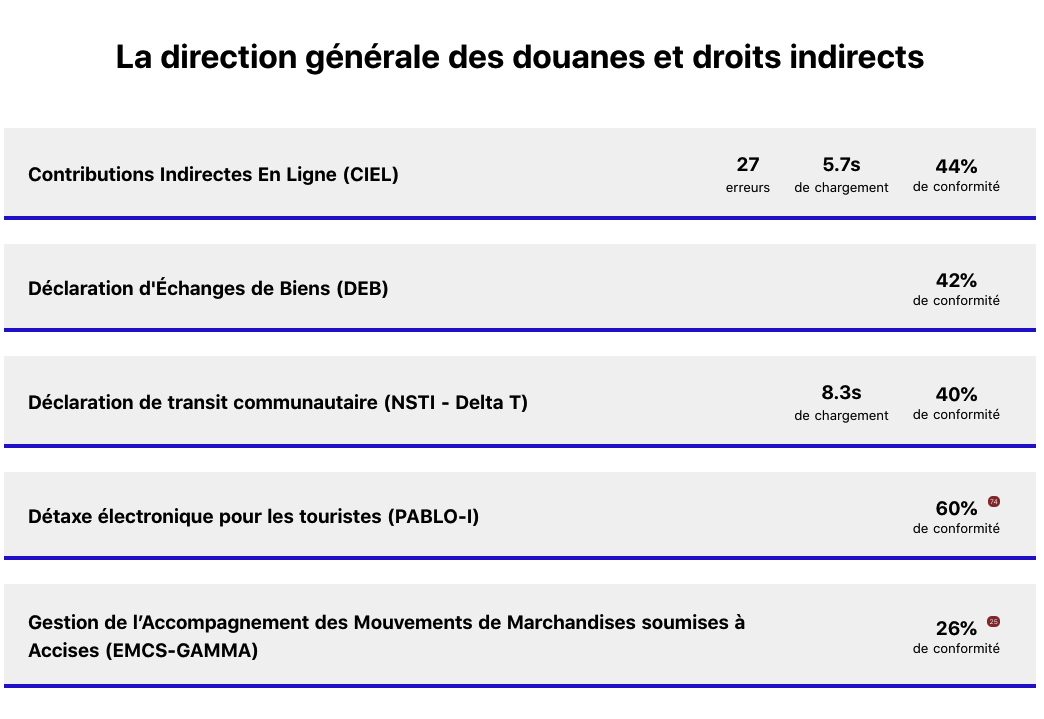 La direction générale des douanes et droits indirects
Contributions Indirectes En Ligne (CIEL)
27
erreurs
5.7s
de chargement
44%
de conformité
Déclaration d'Échanges de Biens (DEB)
42%
de conformité
Déclaration de transit communautaire (NSTI - Delta T)
8.3s
de chargement
40%
de conformité
Détaxe électronique pour les touristes (PABLO-I)
60%
74
de conformité
Gestion de l’Accompagnement des Mouvements de Marchandises soumises à
Accises (EMCS-GAMMA)
26%
25
de conformité